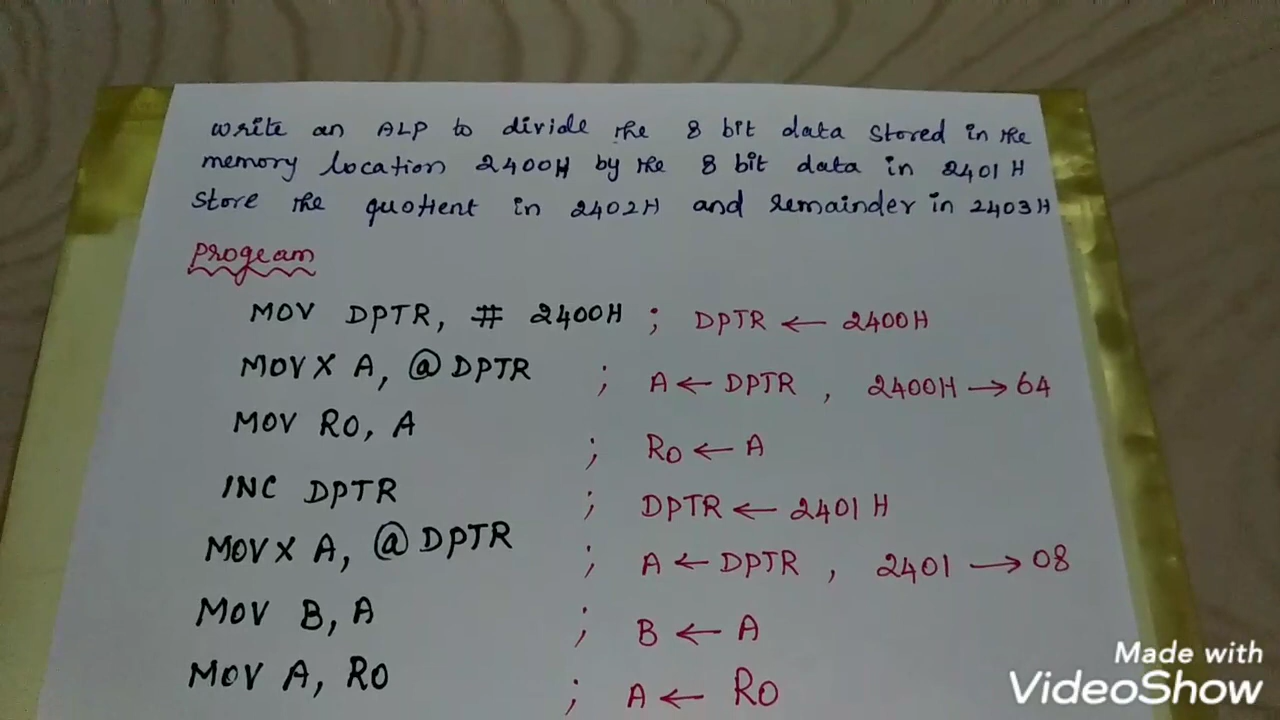 Write an ALP to divide the 8 bit data stored in the
memory location 2400H by the 8 bit data in 2401 H
store the quotient in 2402H and remainder in 2403H
Program
MOV DPTR, # 2400H ; DPTR ← 2400H
MOVX A, @DPTR ; A ← DPTR , 2400H → 64
MOV R0, A ; R0 ← A
INC DPTR ; DPTR ← 2401 H
MOVX A, @DPTR ; A ← DPTR , 2401 → 08
MOV B, A ; B ← A
MOV A, R0 ; A ← R0
Made with
VideoShow